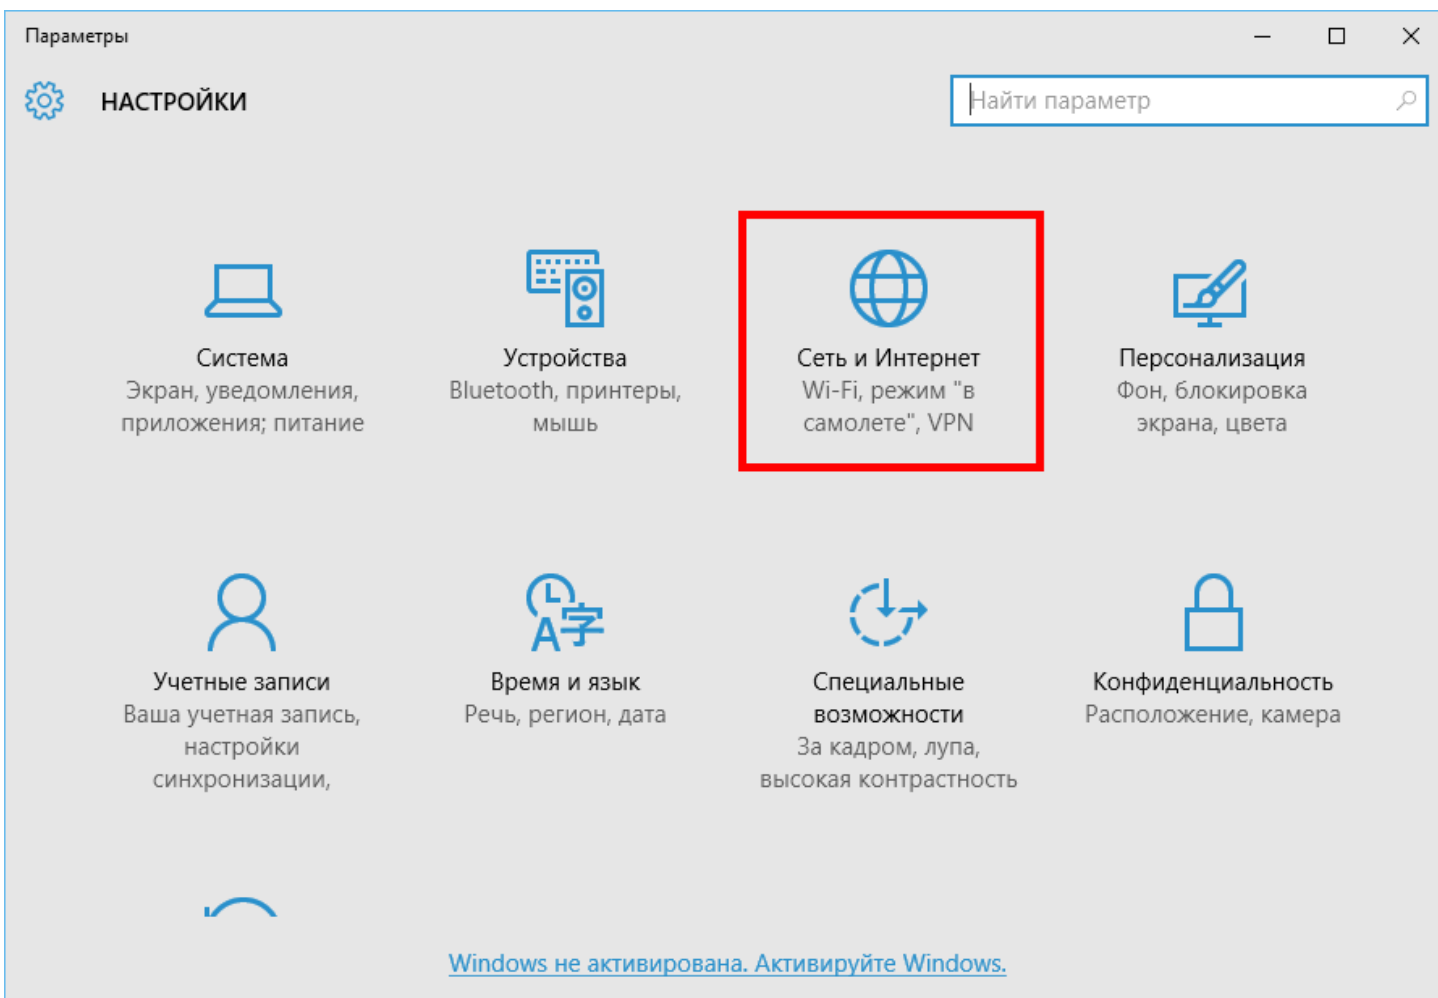 Параметры
НАСТРОЙКИ
Найти параметр
Система
Экран, уведомления,
приложения; питание
Устройства
Bluetooth, принтеры,
мышь
Сеть и Интернет
Wi-Fi, режим "в
самолете", VPN
Персонализация
Фон, блокировка
экрана, цвета
Учетные записи
Ваша учетная запись,
настройки
синхронизации,
Время и язык
Речь, регион, дата
Специальные
возможности
За кадром, лупа,
высокая контрастность
Конфиденциальность
Расположение, камера
Windows не активирована. Активируйте Windows.